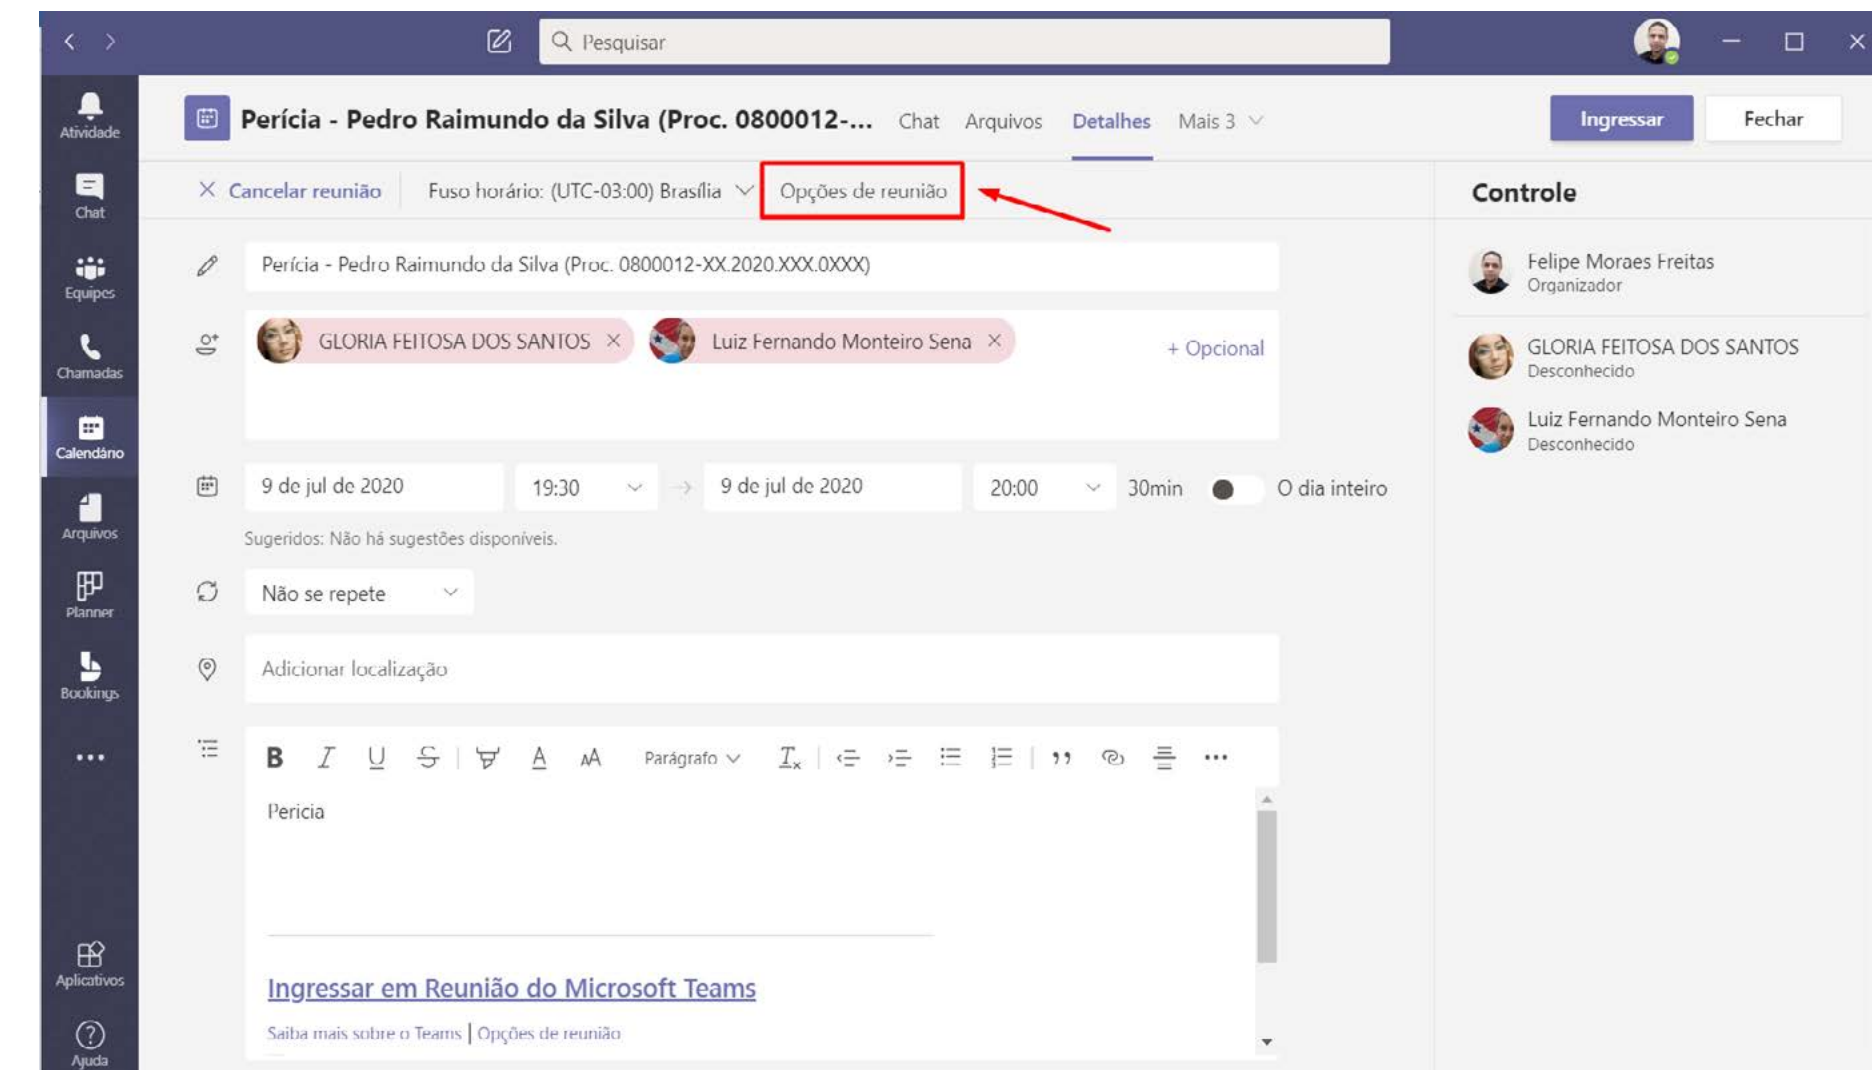 Pesquisar
Atividade
Chat
Equipes
Chamadas
Calendário
Arquivos
Planner
Bookings
Aplicativos
Ajuda
Perícia - Pedro Raimundo da Silva (Proc. 0800012-... Chat Arquivos Detalhes Mais 3 Ingressar Fechar
Cancelar reunião Fuso horário: (UTC-03:00) Brasília Opções de reunião
Perícia - Pedro Raimundo da Silva (Proc. 0800012-XX.2020.XXX.0XXX)
GLORIA FEITOSA DOS SANTOS × Luiz Fernando Monteiro Sena × + Opcional
9 de jul de 2020 19:30 → 9 de jul de 2020 20:00 30min O dia inteiro
Sugeridos: Não há sugestões disponíveis.
Não se repete
Adicionar localização
B I U S A AA Parágrafo
Pericia
Ingressar em Reunião do Microsoft Teams
Saiba mais sobre o Teams | Opções de reunião
Controle
Felipe Moraes Freitas
Organizador
GLORIA FEITOSA DOS SANTOS
Desconhecido
Luiz Fernando Monteiro Sena
Desconhecido